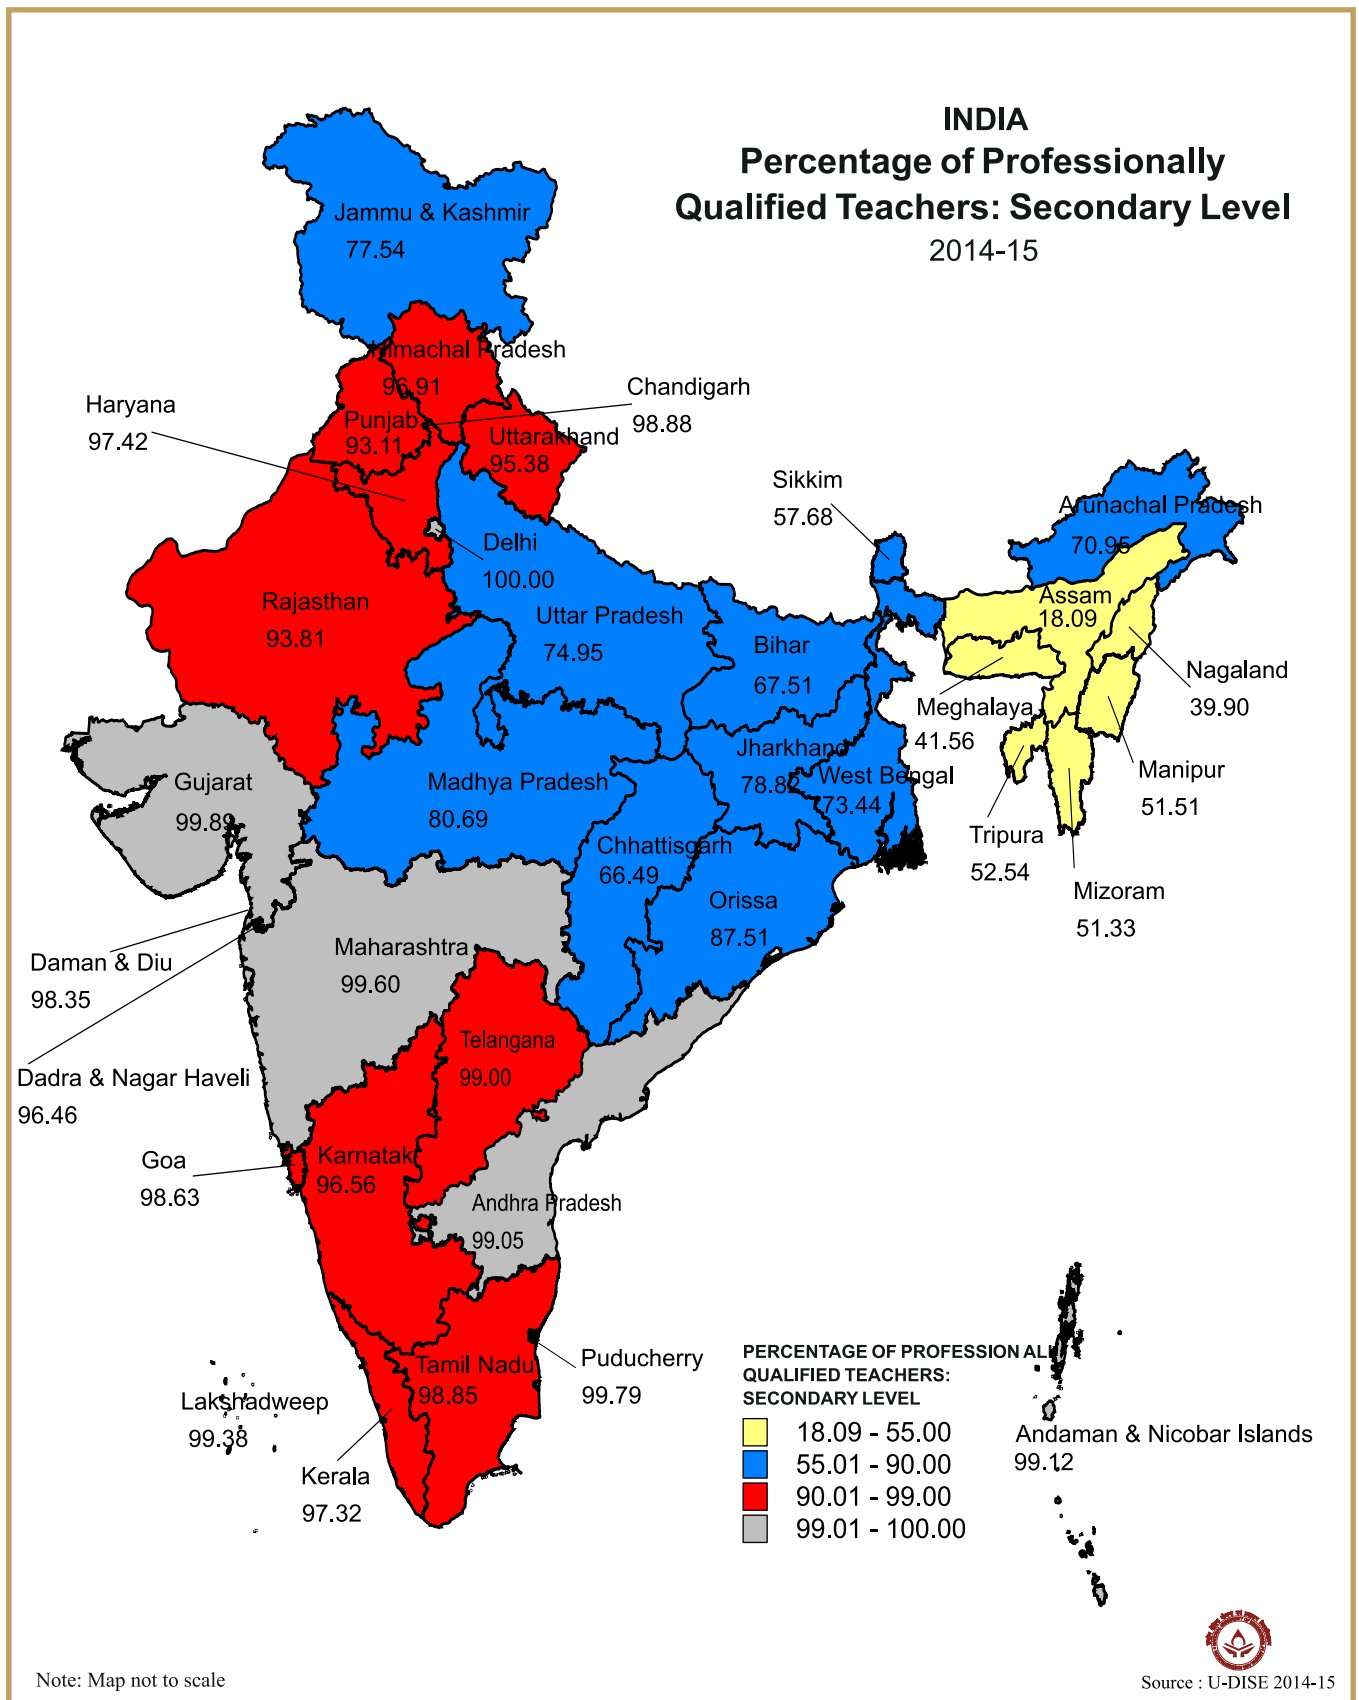 INDIA
Percentage of Professionally
Qualified Teachers: Secondary Level
2014-15
Jammu & Kashmir
77.54
Himachal Pradesh
96.91
Chandigarh
98.88
Haryana
97.42
Punjab
93.11
Uttarakhand
95.38
Sikkim
57.68
Arunachal Pradesh
70.95
Delhi
100.00
Rajasthan
93.81
Uttar Pradesh
74.95
Bihar
67.51
Assam
18.09
Nagaland
39.90
Meghalaya
41.56
Gujarat
99.89
Madhya Pradesh
80.69
Jharkhand
78.82
West Bengal
73.44
Manipur
51.51
Tripura
52.54
Mizoram
51.33
Chhattisgarh
66.49
Orissa
87.51
Daman & Diu
98.35
Maharashtra
99.60
Dadra & Nagar Haveli
96.46
Telangana
99.00
Goa
98.63
Karnatak
96.56
Andhra Pradesh
99.05
Tamil Nadu
98.85
Puducherry
99.79
Lakshadweep
99.38
Kerala
97.32
Andaman & Nicobar Islands
99.12
PERCENTAGE OF PROFESSION ALL
QUALIFIED TEACHERS:
SECONDARY LEVEL
18.09 - 55.00
55.01 - 90.00
90.01 - 99.00
99.01 - 100.00
Note: Map not to scale
Source : U-DISE 2014-15